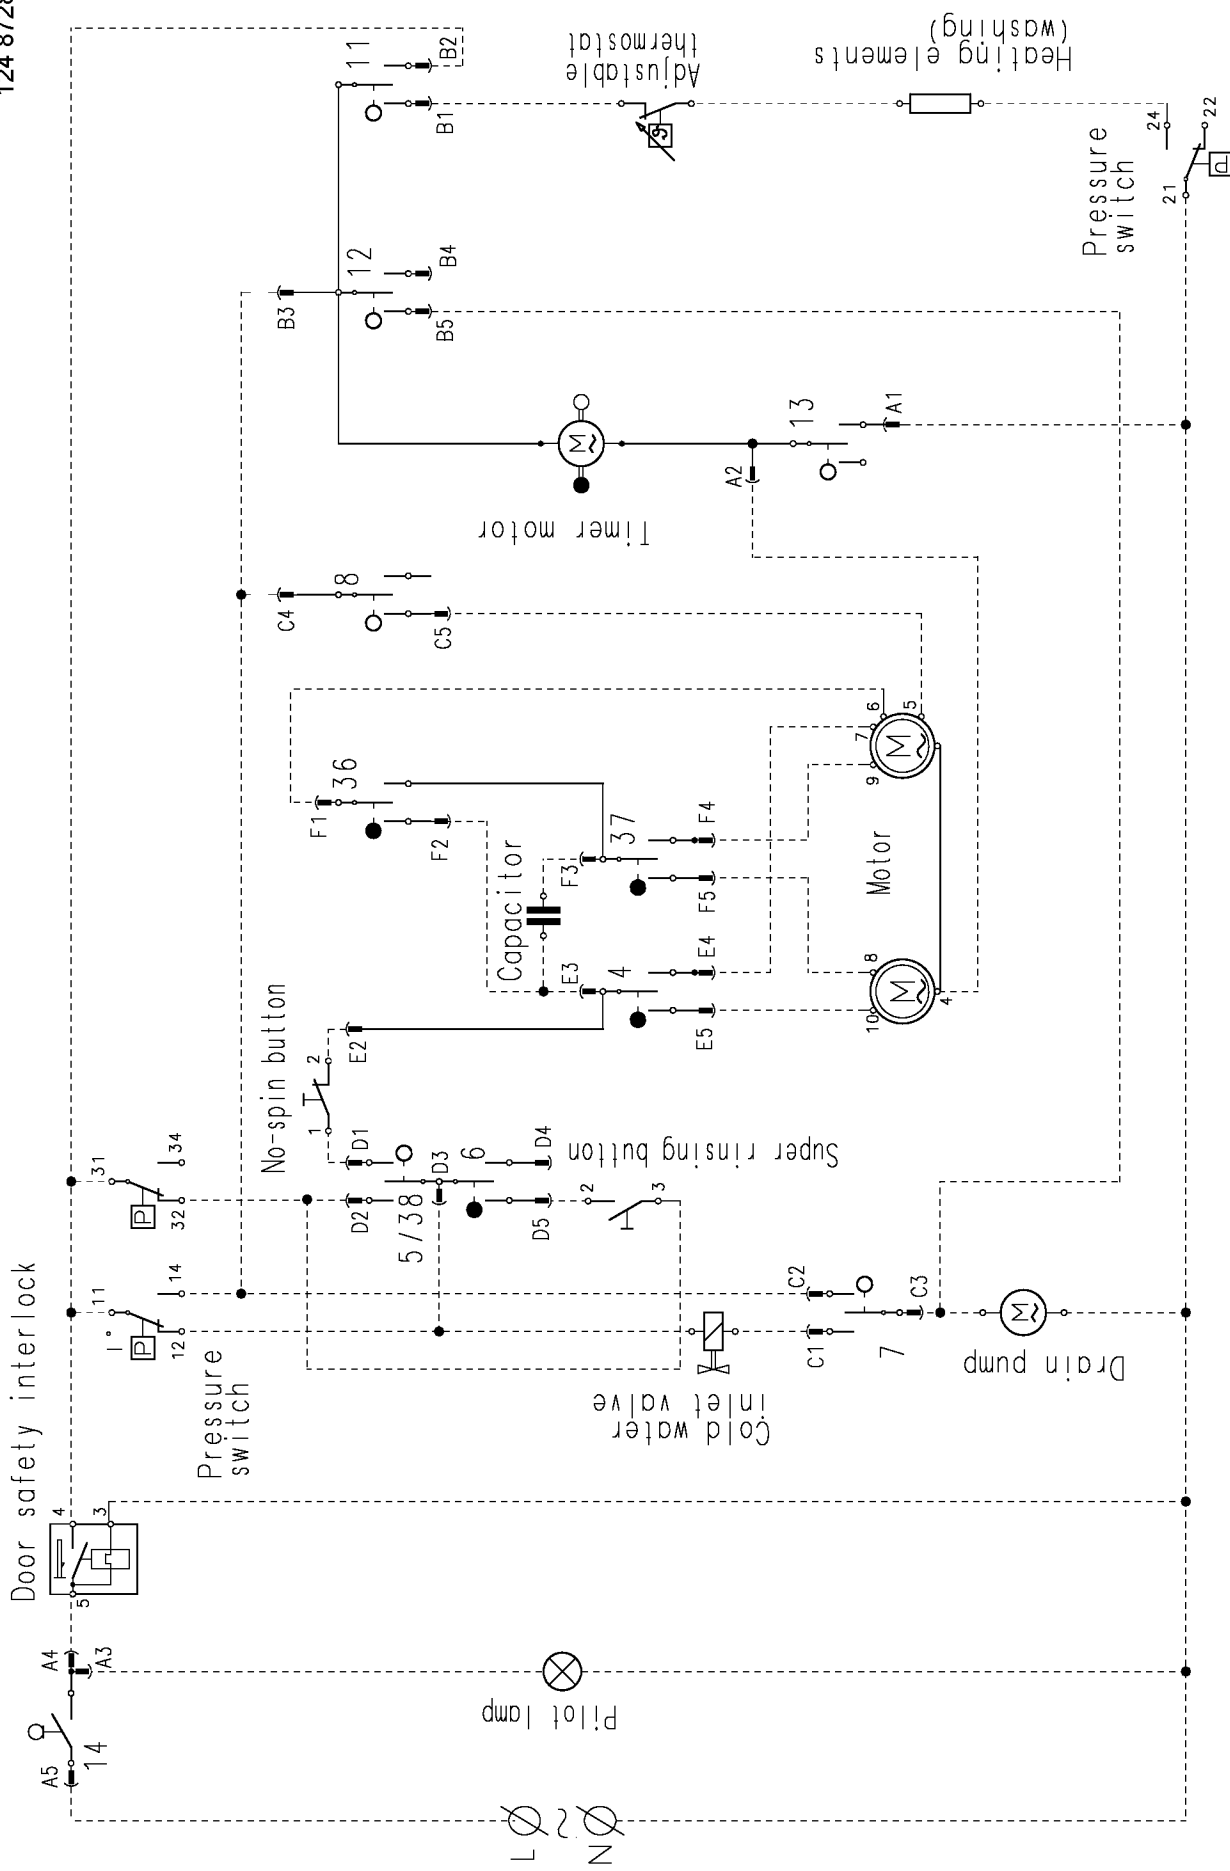 124 8728
Door safety interlock
A5
14
A4
A3
5
4
3
L
N
Pilot lamp
Pressure
switch
1°
P
11
12
14
P
31
32
34
No-spin button
1
2
D1
D2
5/38
D3
6
D4
D5
2
3
Super rinsing button
Cold water
inlet valve
C1
C2
7
C3
M
Drain pump
E2
Capacitor
E3
4
E4
E5
F1
36
F2
F3
37
F4
F5
Motor
M
10
8
4
M
9
7
6
5
C4
8
C5
Timer motor
M
A2
13
A1
B3
12
B4
B5
11
B2
B1
Adjustable
thermostat
Heating elements
(washing)
Pressure
switch
21
24
22
P